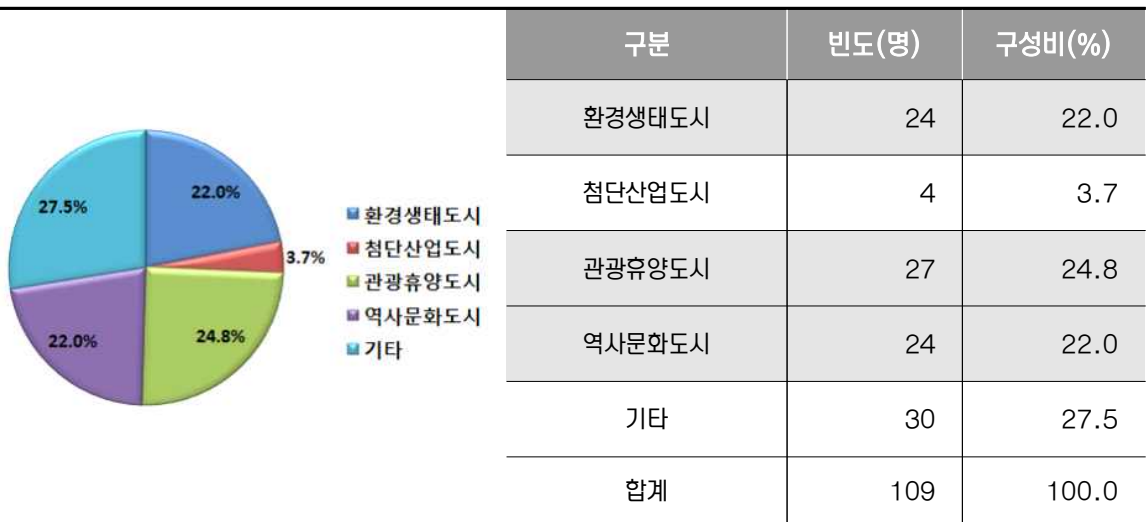 22.0%
3.7%
24.8%
22.0%
27.5%
환경생태도시
첨단산업도시
관광휴양도시
역사문화도시
기타
구분 빈도(명) 구성비(%)
환경생태도시 24 22.0
첨단산업도시 4 3.7
관광휴양도시 27 24.8
역사문화도시 24 22.0
기타 30 27.5
합계 109 100.0